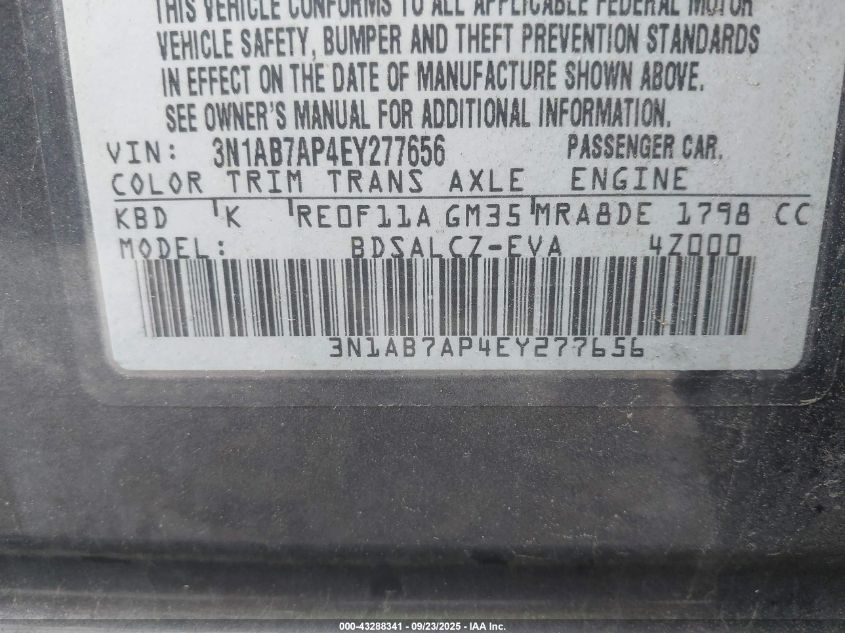 THIS VEHICLE CONFORMS TO ALL APPLICABLE FEDERAL MOTOR
VEHICLE SAFETY, BUMPER AND THEFT PREVENTION STANDARDS
IN EFFECT ON THE DATE OF MANUFACTURE SHOWN ABOVE.
SEE OWNER'S MANUAL FOR ADDITIONAL INFORMATION.
VIN: 3N1AB7AP4EY277656 PASSENGER CAR.
COLOR TRIM TRANS AXLE ENGINE
KBD K RE0F11A GM35 MRA8DE 1798 CC
MODEL: BDSALCZ-EVA 4Z000
3N1AB7AP4EY277656
000-43288341 - 09/23/2025 - IAA Inc.